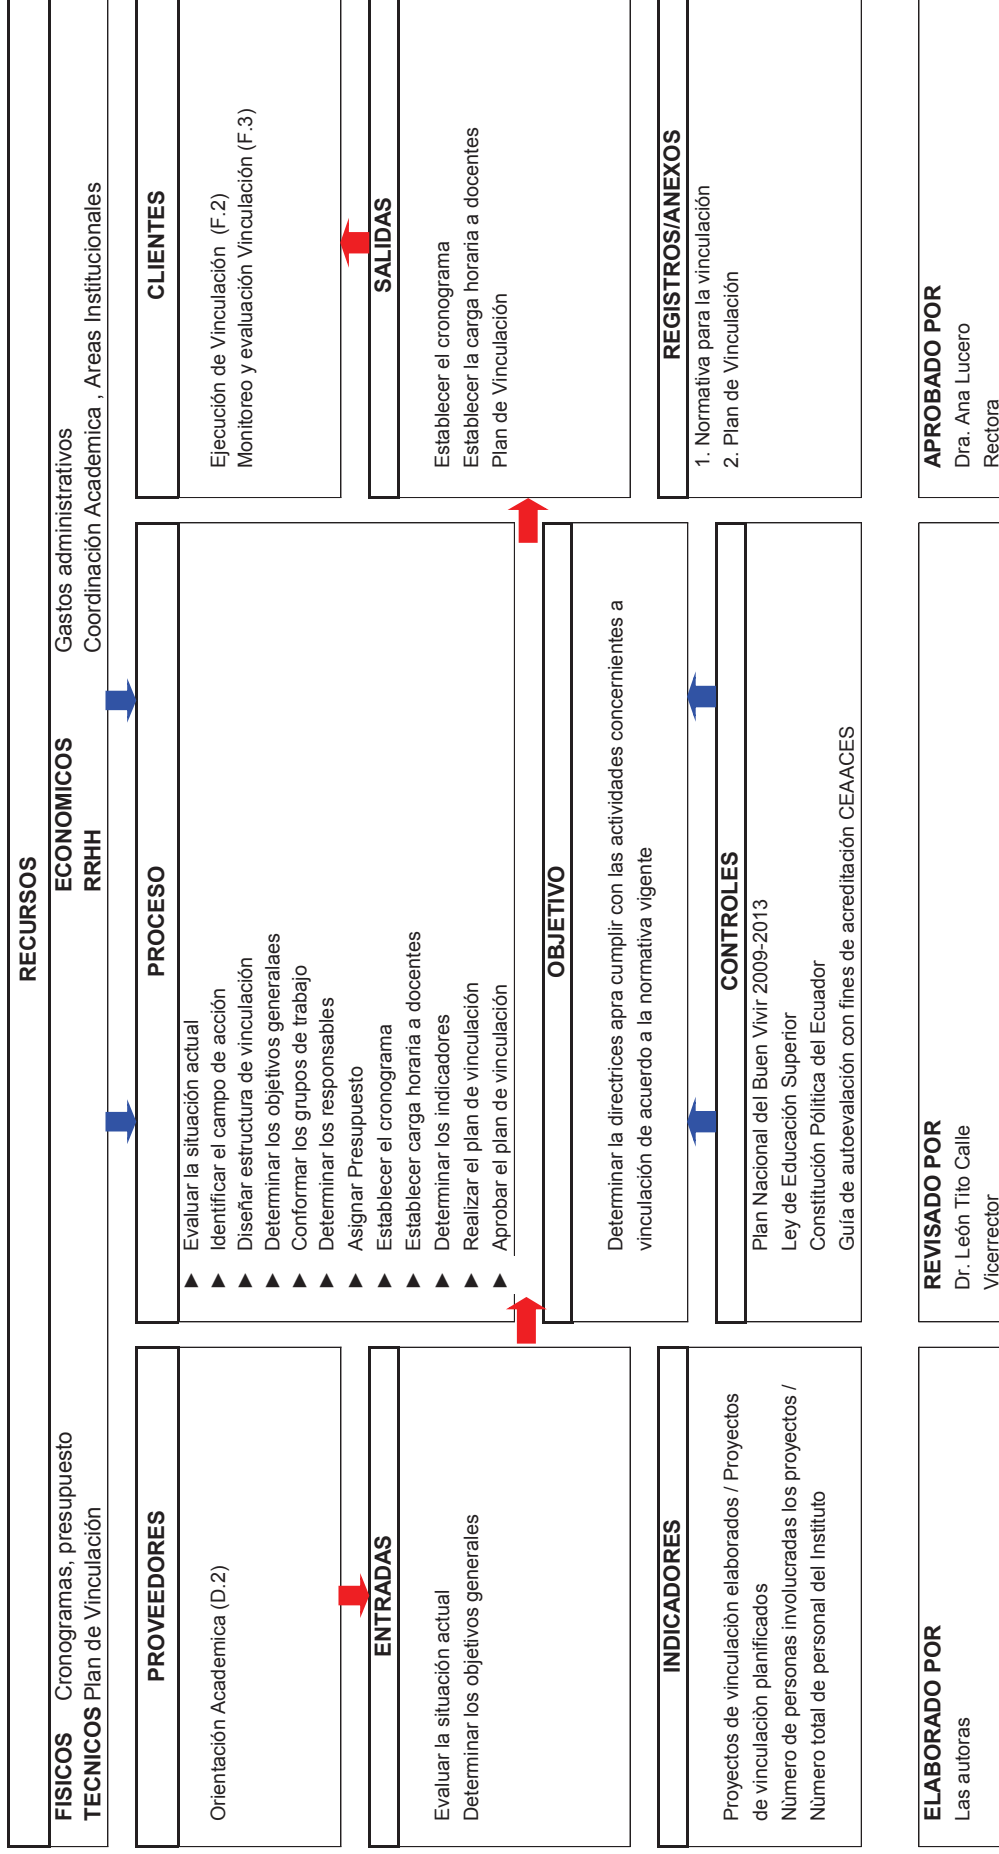 RECURSOS
FISICOS Cronogramas, presupuesto
ECONOMICOS Gastos administrativos
TECNICOS Plan de Vinculación
RRHH Coordinación Academica , Areas Institucionales
PROVEEDORES
Orientación Academica (D.2)
ENTRADAS
Evaluar la situación actual
Determinar los objetivos generales
INDICADORES
Proyectos de vinculaciòn elaborados / Proyectos
de vinculaciòn planificados
Nùmero de personas involucradas los proyectos /
Nùmero total de personal del Instituto
PROCESO
▶ Evaluar la situación actual
▶ Identificar el campo de acción
▶ Diseñar estructura de vinculación
▶ Determinar los objetivos generalaes
▶ Conformar los grupos de trabajo
▶ Determinar los responsables
▶ Asignar Presupuesto
▶ Establecer el cronograma
▶ Establecer carga horaria a docentes
▶ Determinar los indicadores
▶ Realizar el plan de vinculación
▶ Aprobar el plan de vinculación
OBJETIVO
Determinar la directrices apra cumplir con las actividades concernientes a
vinculación de acuerdo a la normativa vigente
CONTROLES
Plan Nacional del Buen Vivir 2009-2013
Ley de Educación Superior
Constitución Pólitica del Ecuador
Guía de autoevalación con fines de acreditación CEAACES
CLIENTES
Ejecución de Vinculación (F.2)
Monitoreo y evaluación Vinculación (F.3)
SALIDAS
Establecer el cronograma
Establecer la carga horaria a docentes
Plan de Vinculación
REGISTROS/ANEXOS
1. Normativa para la vinculación
2. Plan de Vinculación
ELABORADO POR
Las autoras
REVISADO POR
Dr. León Tito Calle
Vicerrector
APROBADO POR
Dra. Ana Lucero
Rectora